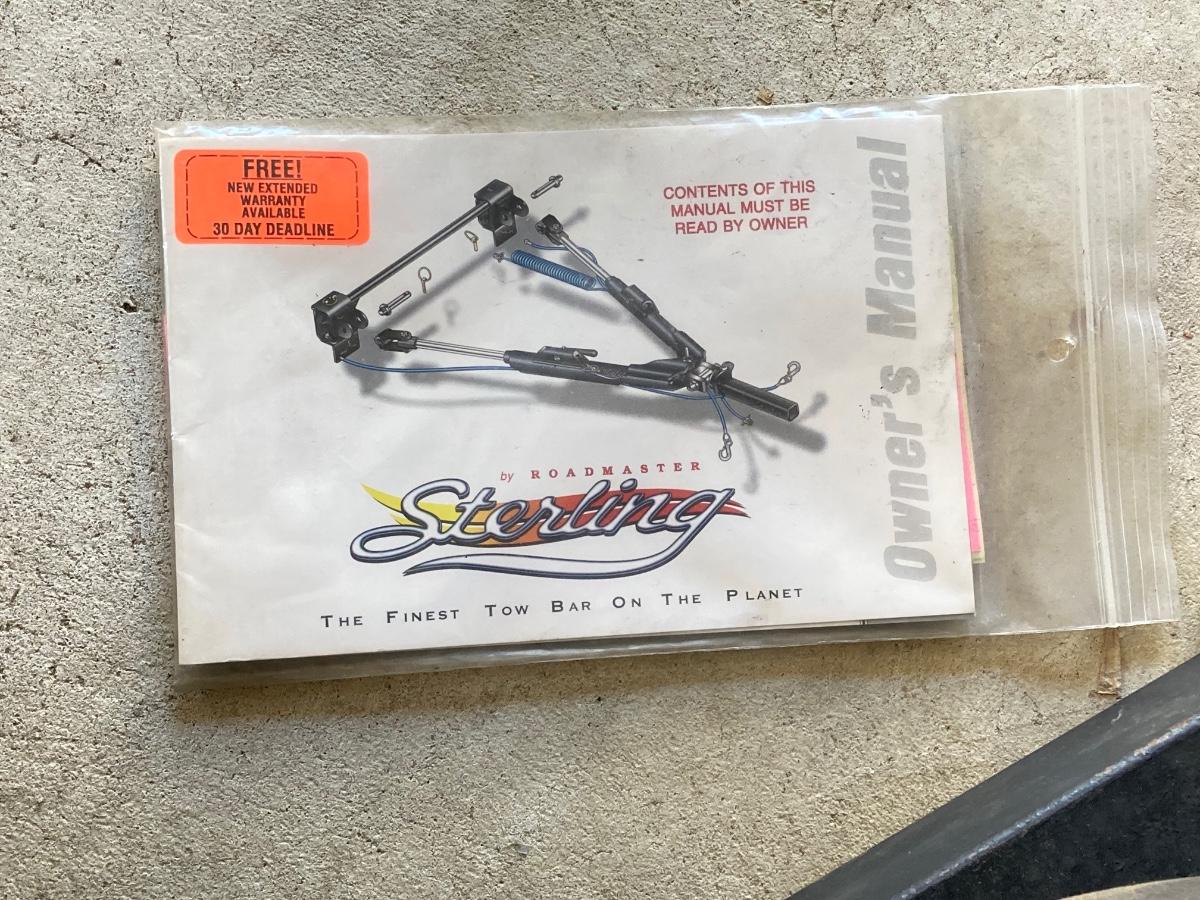 FREE!
NEW EXTENDED
WARRANTY
AVAILABLE
30 DAY DEADLINE
CONTENTS OF THIS
MANUAL MUST BE
READ BY OWNER
Owner's Manual
by ROADMASTER
Sterling
THE FINEST TOW BAR ON THE PLANET